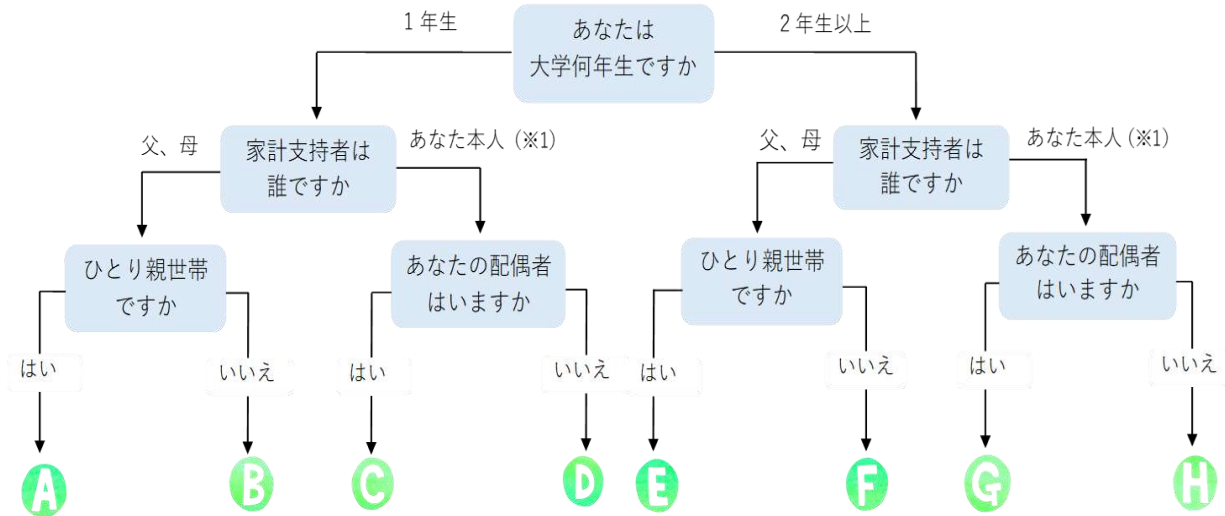 1年生
あなたは
大学何年生ですか
2年生以上
父、母
家計支持者は
誰ですか
あなた本人(※1)
父、母
家計支持者は
誰ですか
あなた本人(※1)
ひとり親世帯
ですか
あなたの配偶者
はいますか
ひとり親世帯
ですか
あなたの配偶者
はいますか
はい
いいえ
はい
いいえ
はい
いいえ
はい
いいえ
A
B
C
D
E
F
G
H